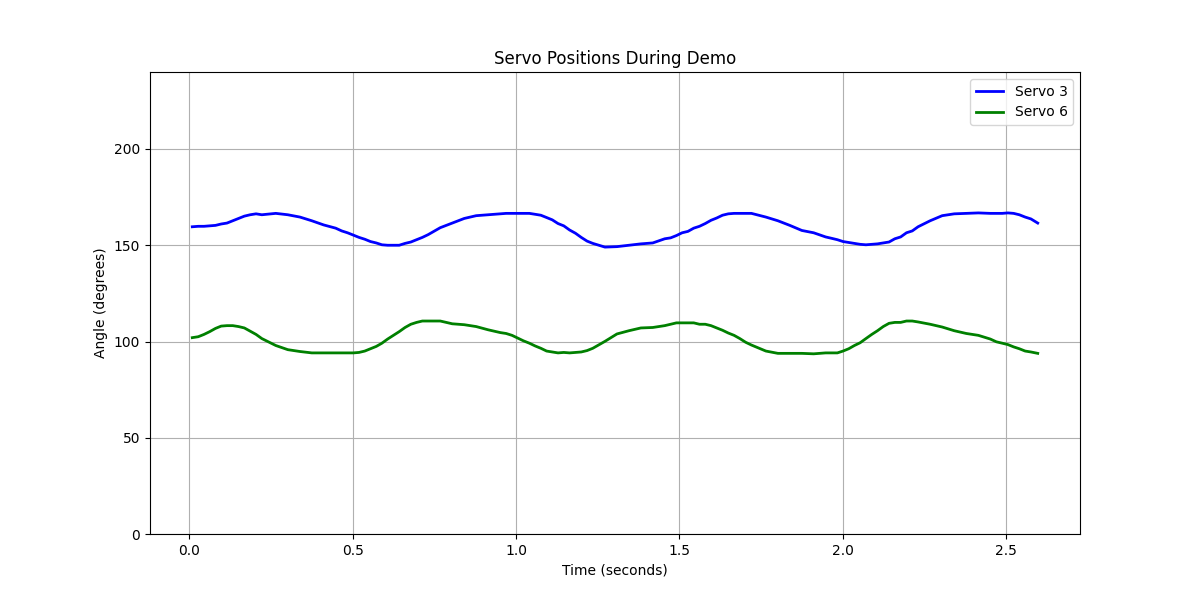 Servo Positions During Demo
Servo 3
Servo 6
200
150
100
50
0
Angle (degrees)
0.0 0.5 1.0 1.5 2.0 2.5
Time (seconds)